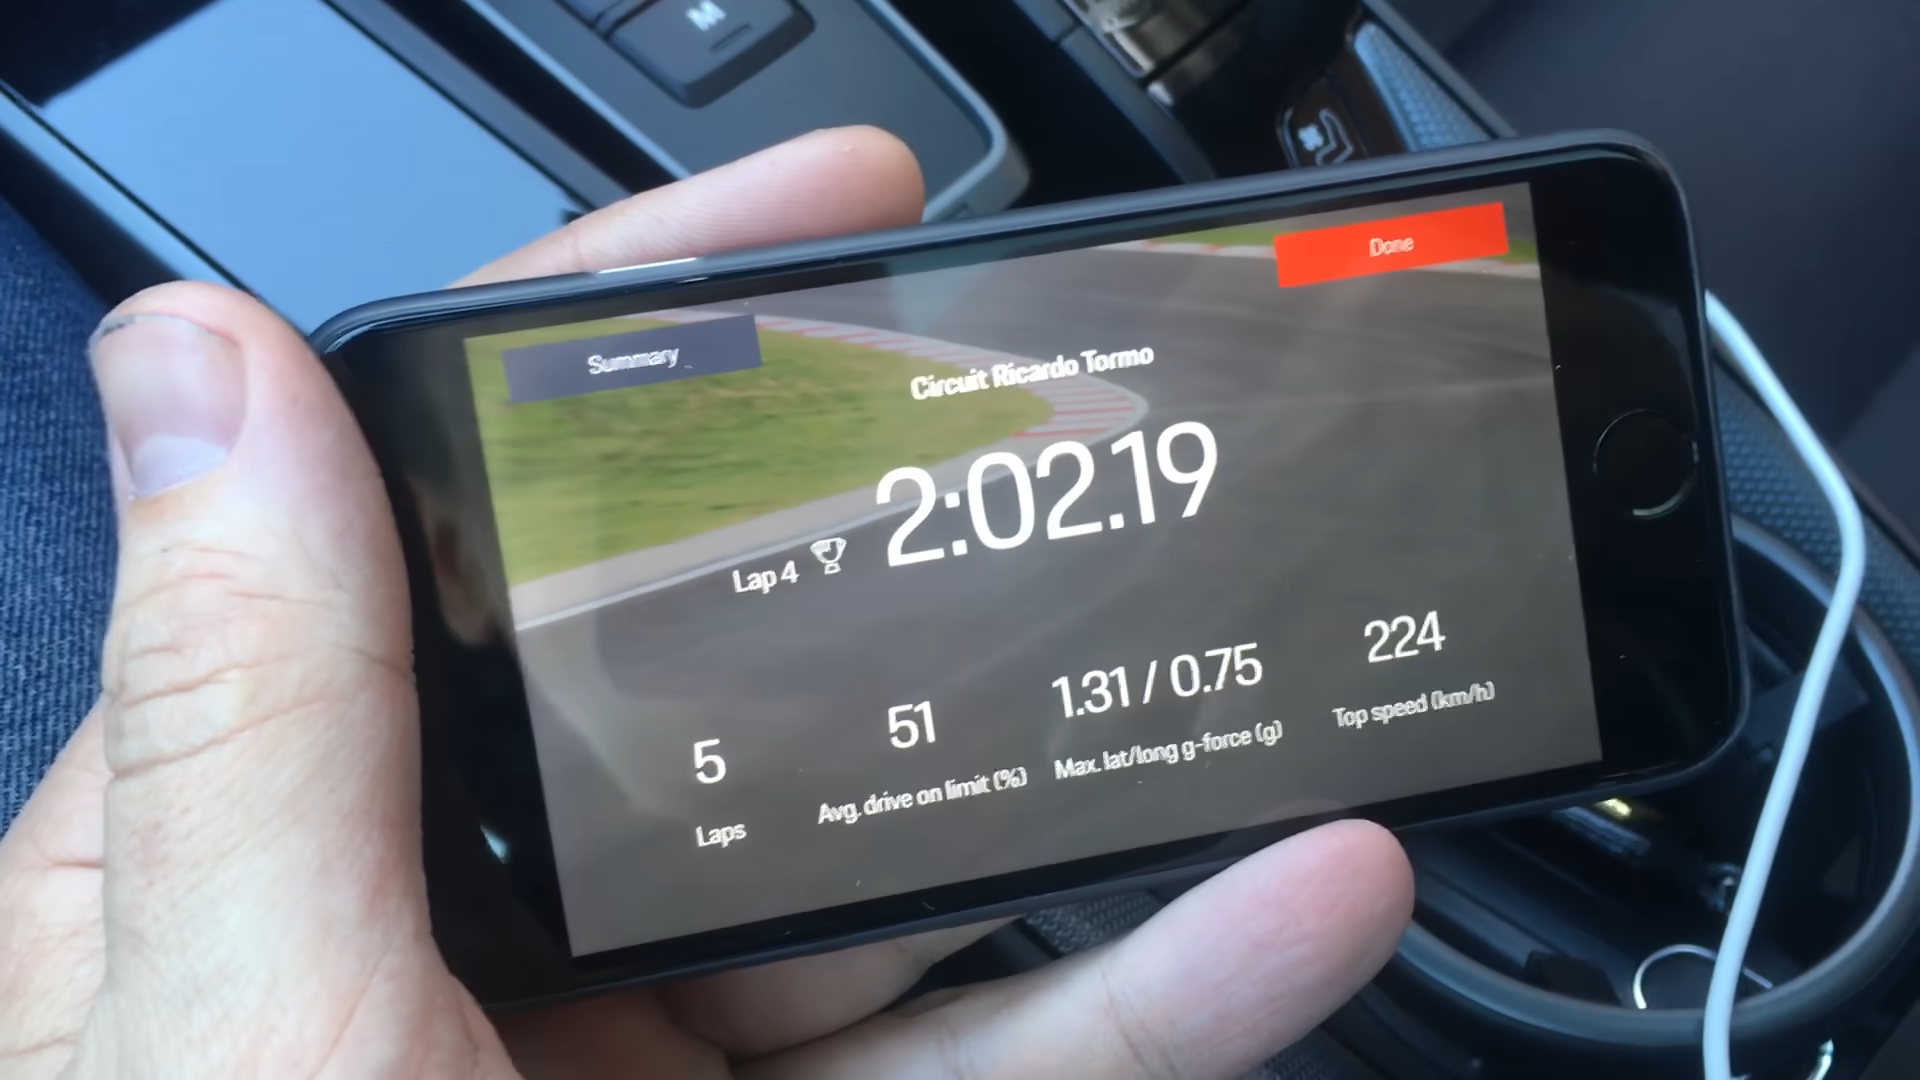 M
Done
Summary
Circuit Ricardo Tormo
2:02.19
Lap 4
5
Laps
51
Avg. drive on limit (%)
1.31 / 0.75
Max. lat/long g-force (g)
224
Top speed (km/h)